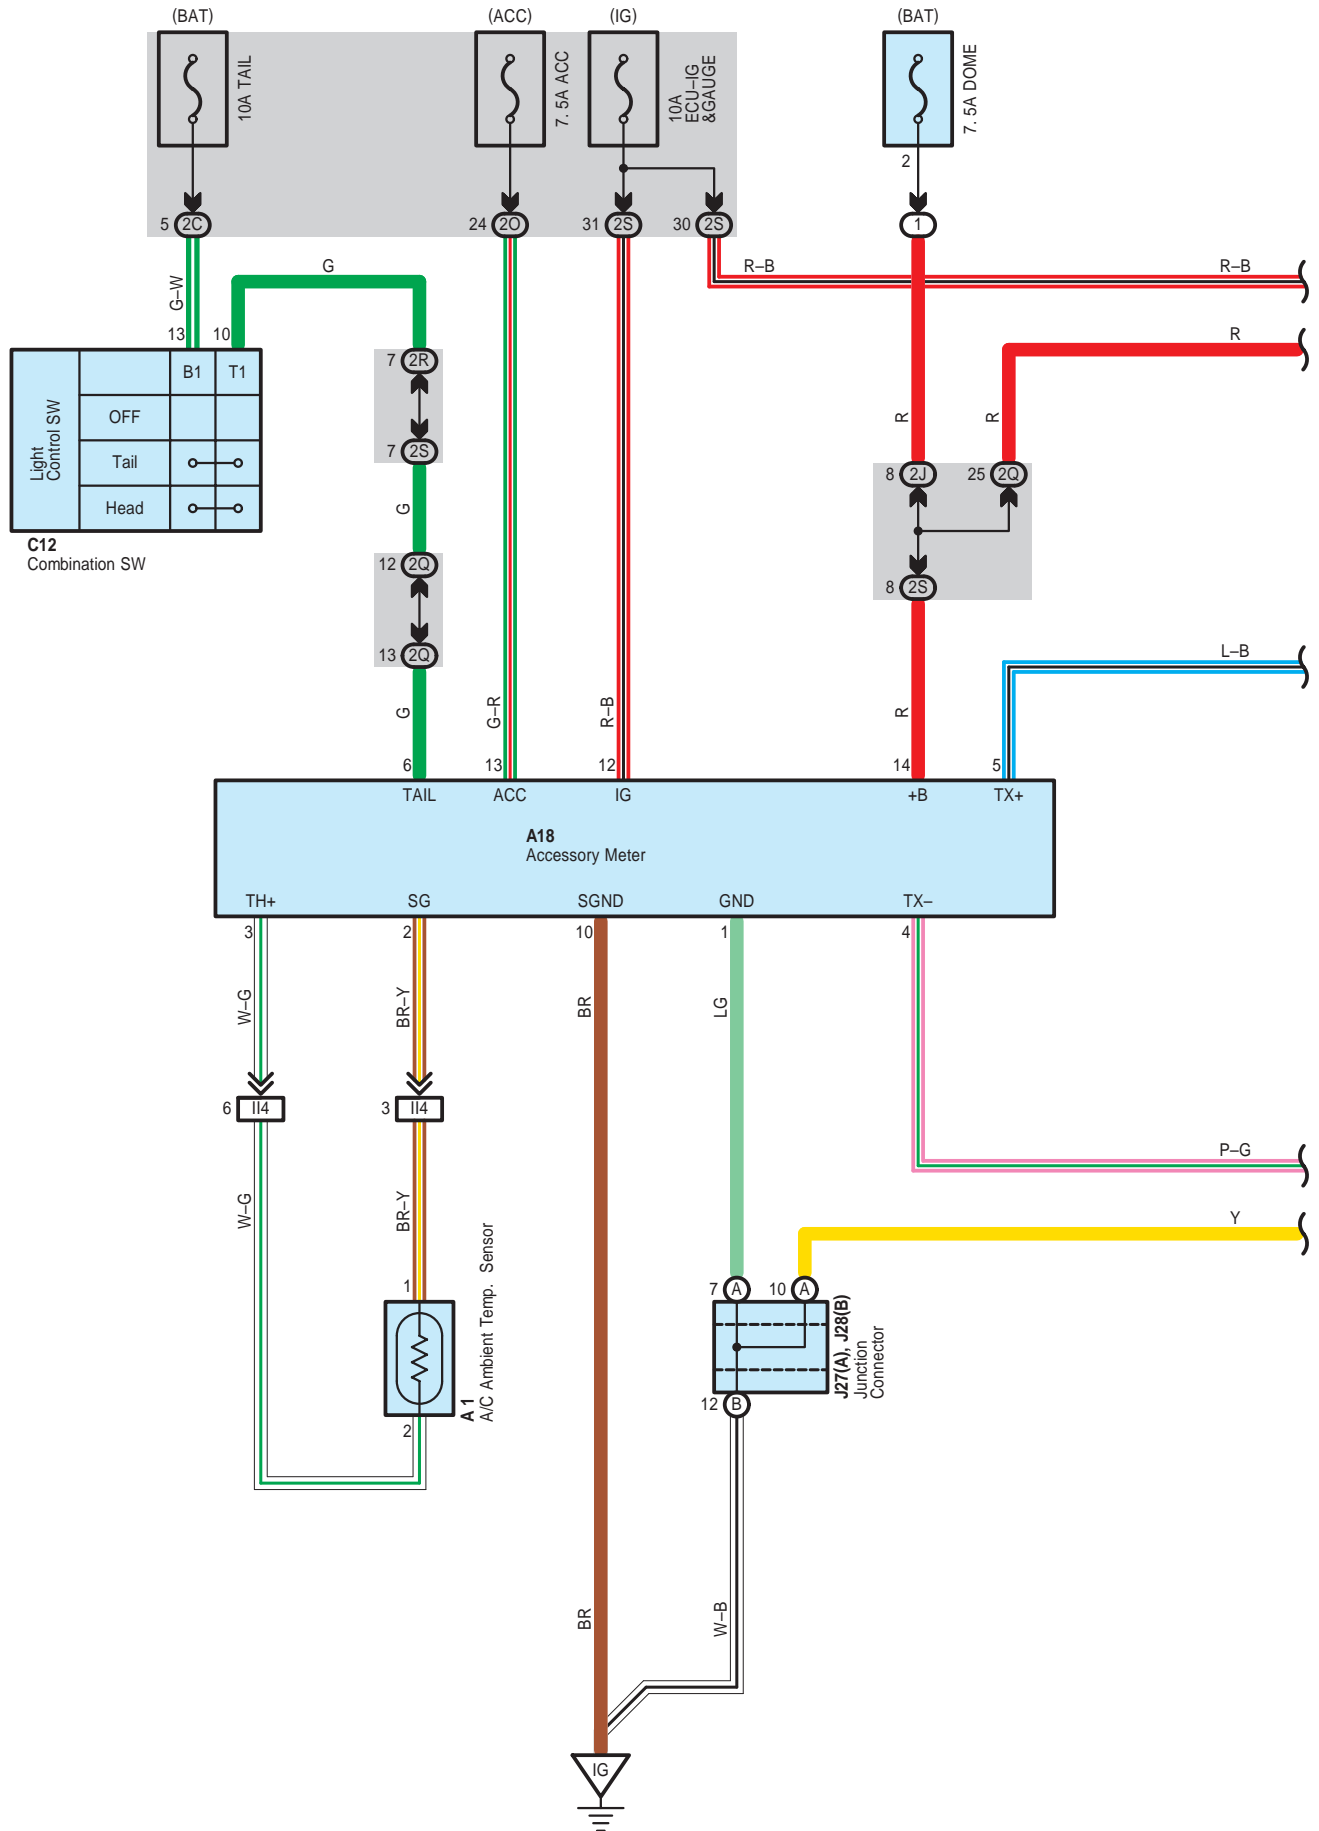 (BAT)
(ACC)
(IG)
(BAT)
10A TAIL
7. 5A ACC
10A
ECU–IG
&GAUGE
7. 5A DOME
2
5 2C
24 2O
31 2S
30 2S
1
G–W
G
R–B
R–B
R
13
10
B1
T1
OFF
Tail
Head
Light
Control SW
C12
Combination SW
7 2R
7 2S
G
12 2Q
13 2Q
G
G–R
R–B
R
R
8 2J
25 2Q
8 2S
R
L–B
6
13
12
14
5
TAIL
ACC
IG
+B
TX+
A18
Accessory Meter
TH+
SG
SGND
GND
TX–
3
2
10
1
4
W–G
BR–Y
BR
LG
6 II4
3 II4
W–G
BR–Y
P–G
Y
1
A 1
A/C Ambient Temp. Sensor
2
7 A
10 A
J27(A), J28(B)
Junction
Connector
12 B
BR
W–B
IG